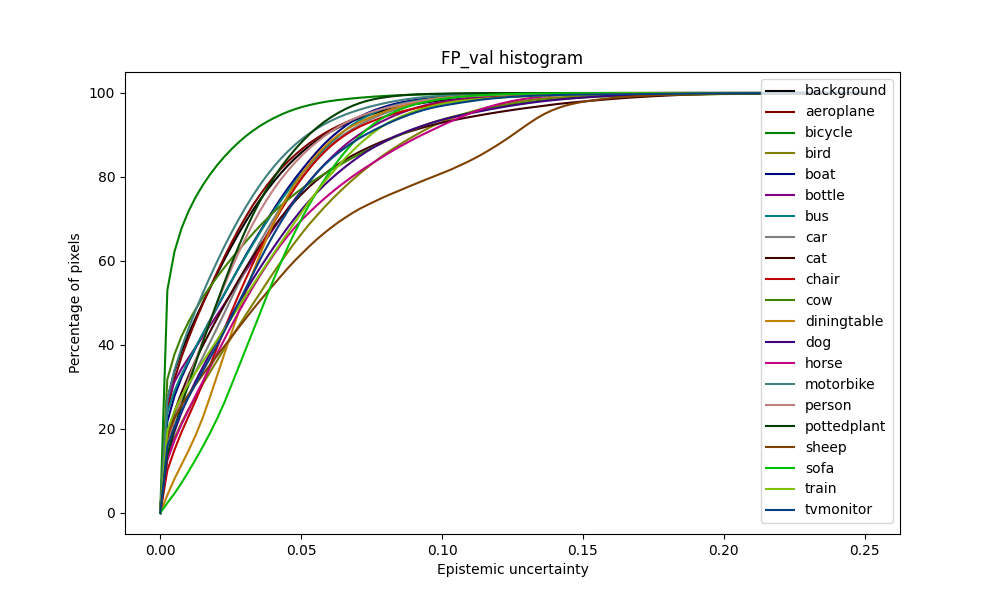 FP_val histogram
Percentage of pixels
100
80
60
40
20
0
0.00
0.05
0.10
0.15
0.20
0.25
Epistemic uncertainty
background
aeroplane
bicycle
bird
boat
bottle
bus
car
cat
chair
cow
diningtable
dog
horse
motorbike
person
pottedplant
sheep
sofa
train
tvmonitor